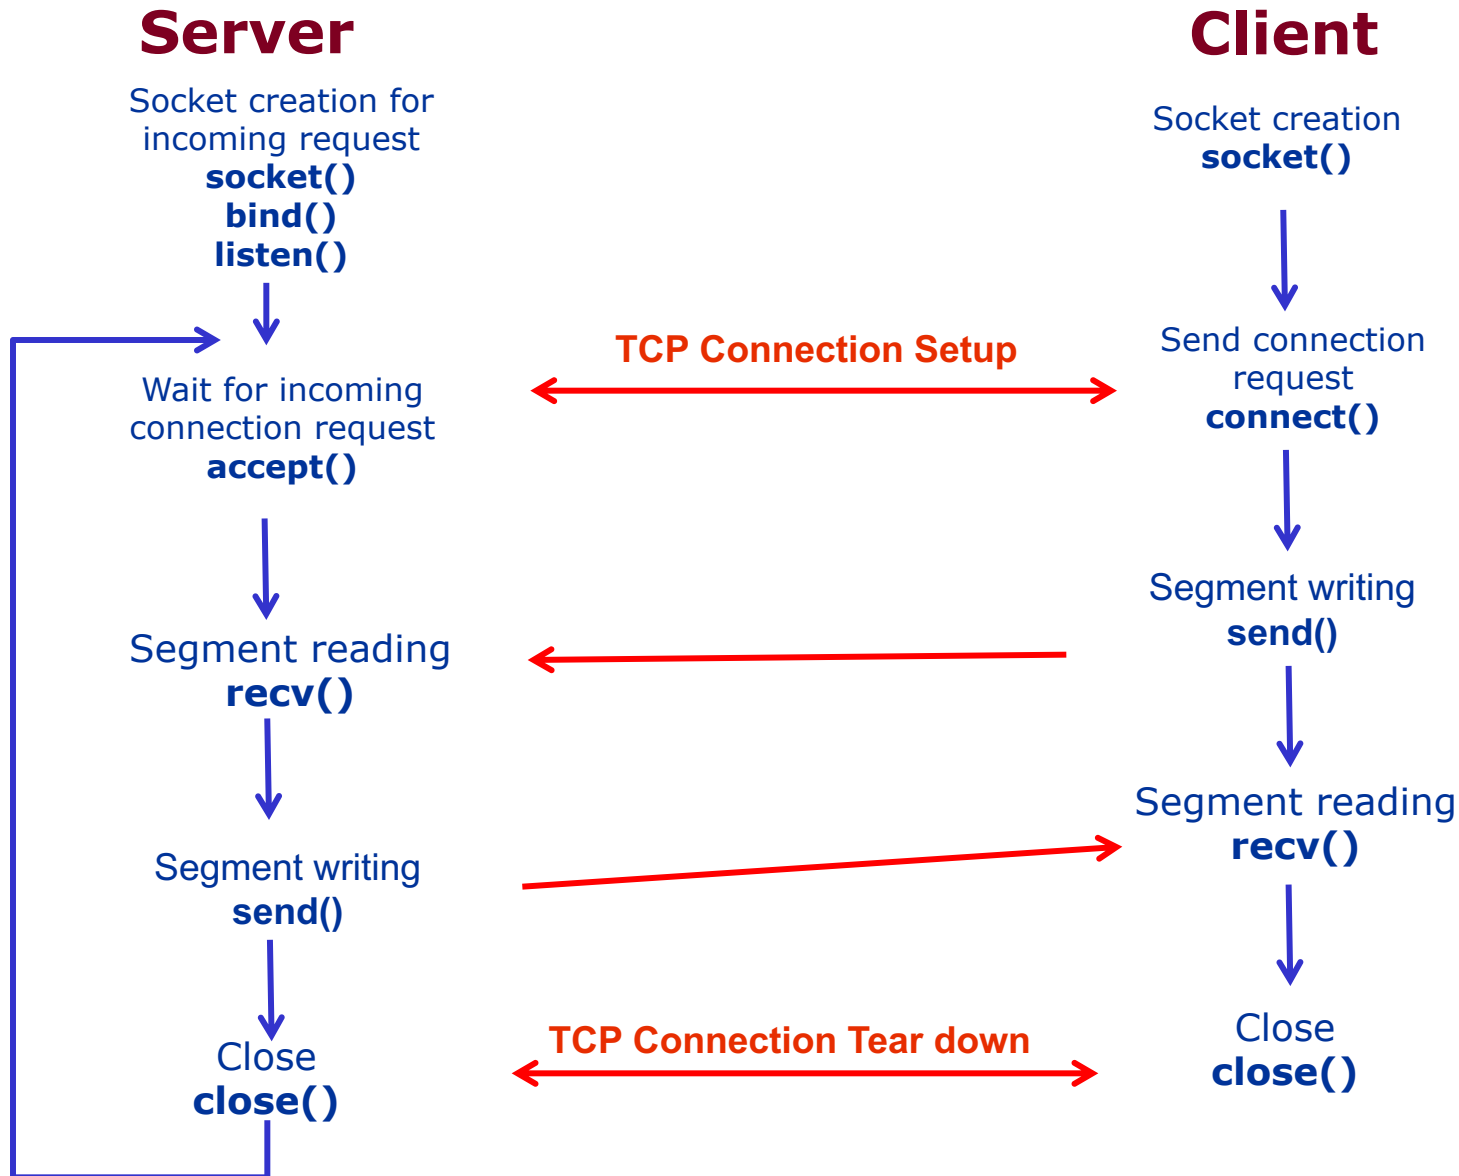 Server
Socket creation for
incoming request
socket()
bind()
listen()
Wait for incoming
connection request
accept()
Segment reading
recv()
Segment writing
send()
Close
close()
TCP Connection Setup
TCP Connection Tear down
Client
Socket creation
socket()
Send connection
request
connect()
Segment writing
send()
Segment reading
recv()
Close
close()